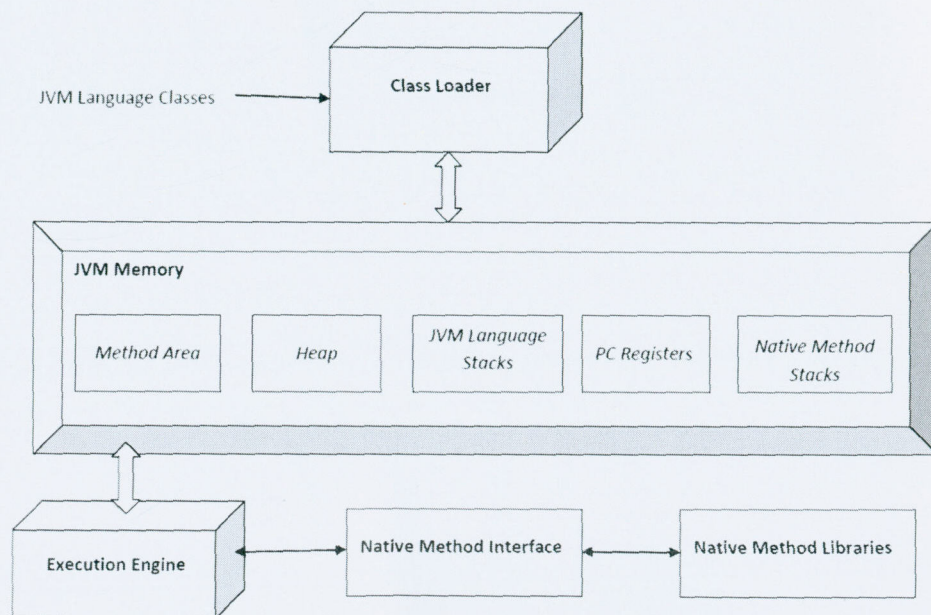 Class Loader
JVM Language Classes
JVM Memory
Method Area
Heap
JVM Language
Stacks
PC Registers
Native Method
Stacks
Execution Engine
Native Method Interface
Native Method Libraries